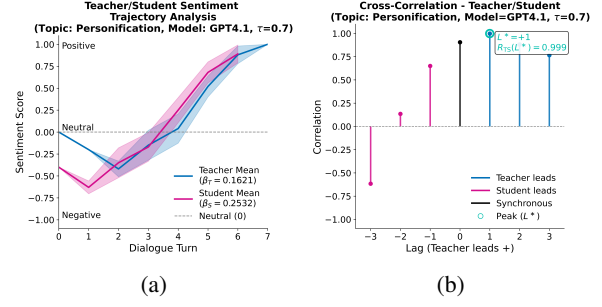 Teacher/Student Sentiment
Trajectory Analysis
(Topic: Personification, Model: GPT4.1, τ=0.7)
1.00
0.75
0.50
0.25
0.00
−0.25
−0.50
−0.75
−1.00
Sentiment Score
Positive
Neutral
Negative
Teacher Mean
(β_T = 0.1621)
Student Mean
(β_S = 0.2532)
Neutral (0)
0 1 2 3 4 5 6 7
Dialogue Turn
(a)
Cross-Correlation - Teacher/Student
(Topic: Personification, Model=GPT4.1, τ=0.7)
1.00
0.75
0.50
0.25
0.00
−0.25
−0.50
−0.75
−1.00
Correlation
L*=+1
R_TS(L*)=0.999
Teacher leads
Student leads
Synchronous
Peak (L*)
−3 −2 −1 0 1 2 3
Lag (Teacher leads +)
(b)